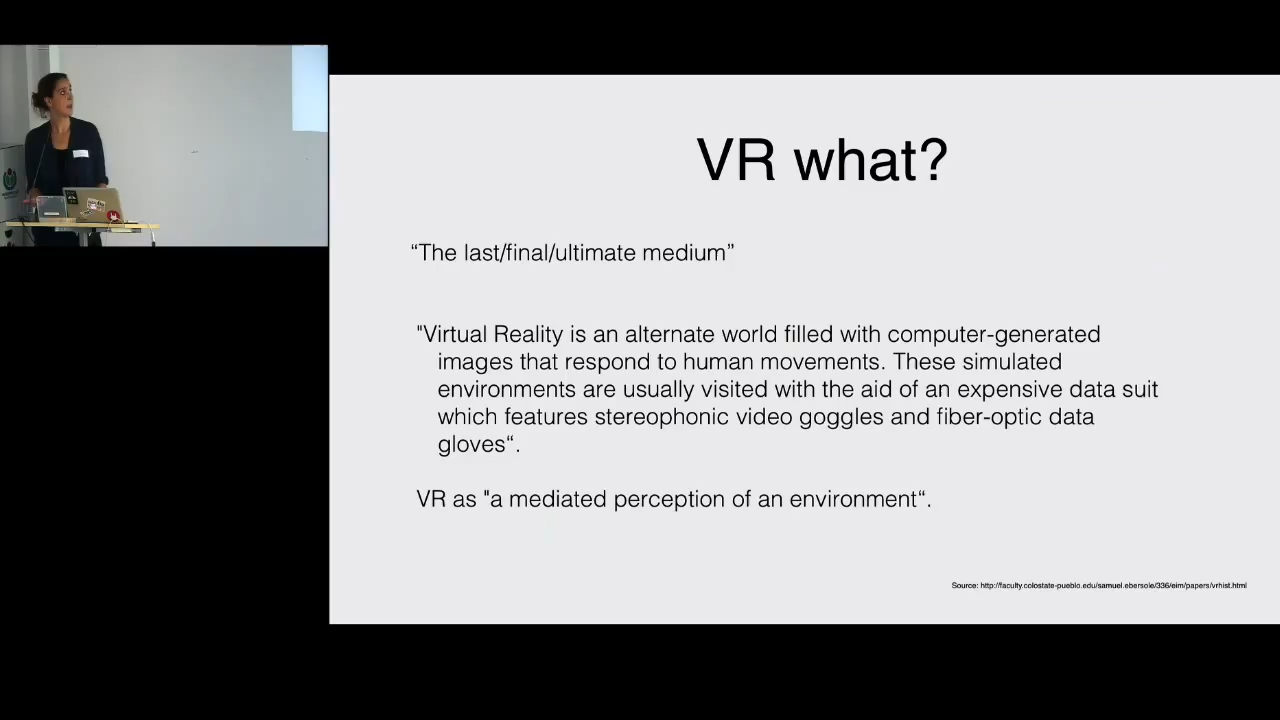 VR what?
“The last/final/ultimate medium”
"Virtual Reality is an alternate world filled with computer-generated
images that respond to human movements. These simulated
environments are usually visited with the aid of an expensive data suit
which features stereophonic video goggles and fiber-optic data
gloves“.
VR as "a mediated perception of an environment“.
Source: http://faculty.colostate-pueblo.edu/samuel.ebersole/336/eim/papers/vrhist.html